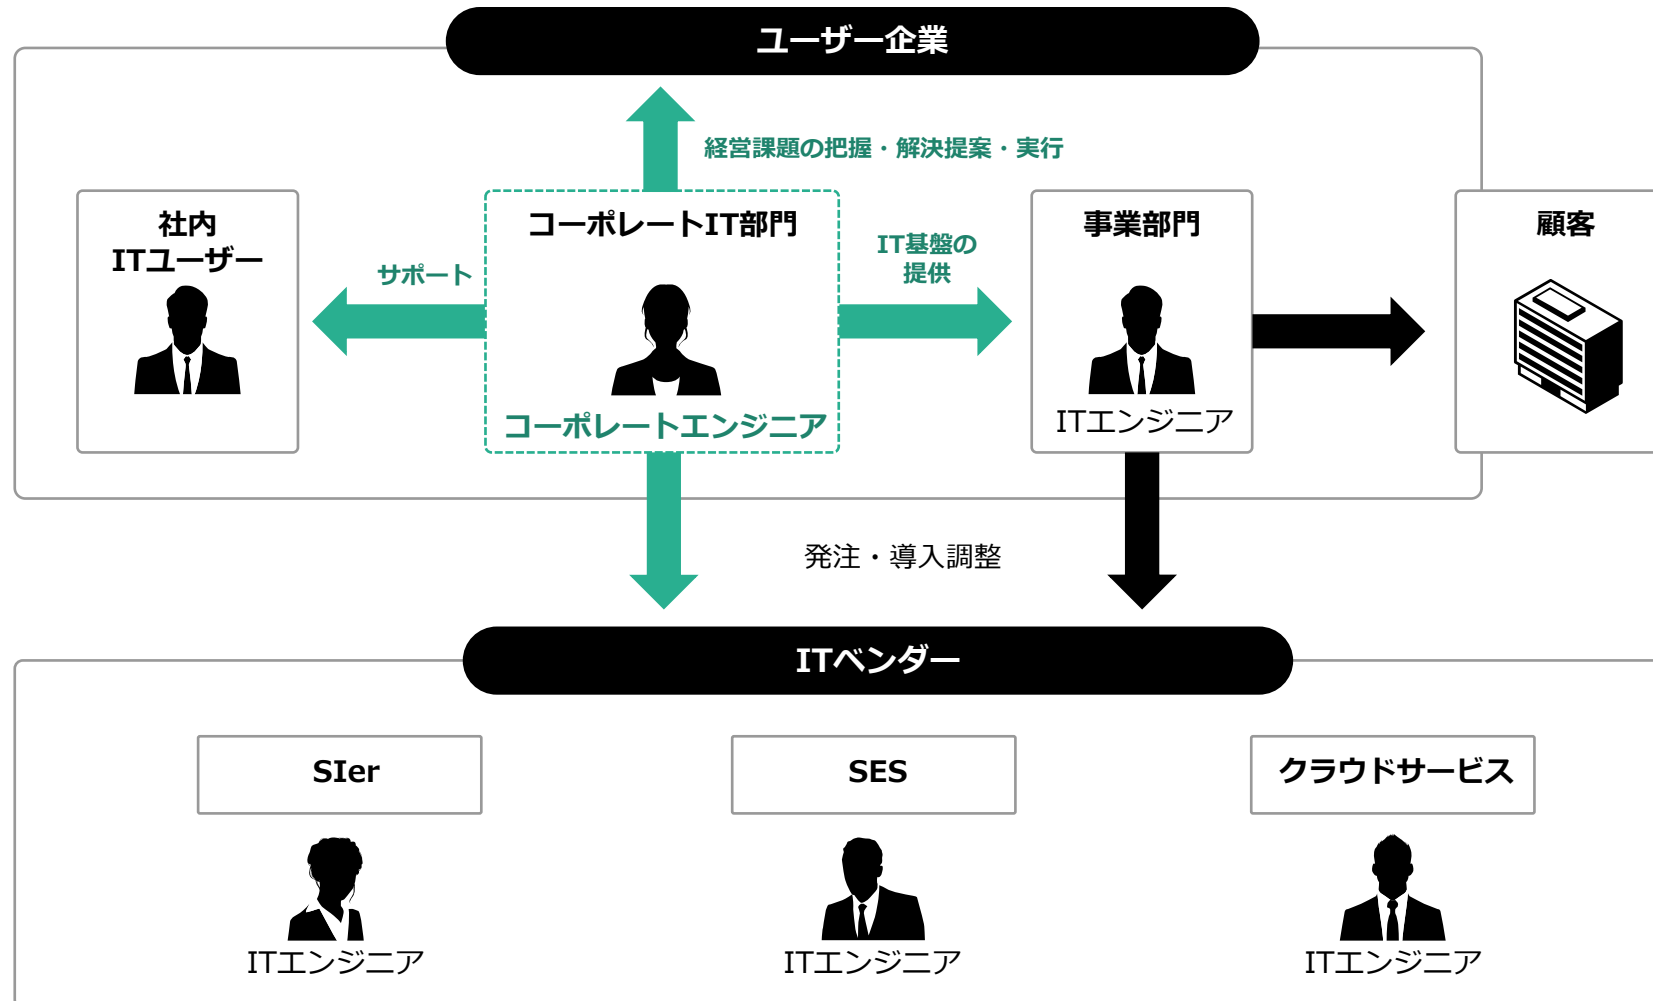 ユーザー企業
経営課題の把握・解決提案・実行
社内
ITユーザー
サポート
コーポレートIT部門
コーポレートエンジニア
IT基盤の
提供
事業部門
ITエンジニア
顧客
発注・導入調整
ITベンダー
SIer
SES
クラウドサービス
ITエンジニア
ITエンジニア
ITエンジニア